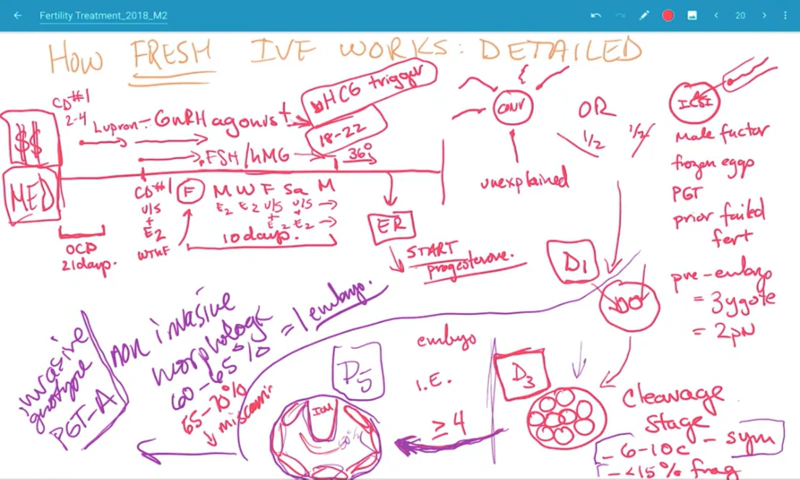 Fertility Treatment_2018_M2
20
HOW FRESH IVF WORKS: DETAILED
CD#1
2-4
$$
MED
Lupron - GnRH agonist
HCG trigger
18-22
FSH/hMG
36°
CD#1
U/S
+
E2
F M W F Sa M
E2 E2 U/S U/S
+ +
E2 E2
10 days.
OCP
21 days.
ER
START
progesterone.
CONV
OR
1/2 1/2
unexplained
ICSI
Male factor
frozen eggs
PGT
prior failed
fert
D1
DO
pre-embryo
= zygote
= 2pN
D3
Cleavage
Stage
- 6-10c - sym
- <15% frag
embryo
I.E.
≥4
D5
ICM
non invasive
morphologic
60-65% = 1 embryo.
65-70%
↓ miscarri
invasive
genotype
PGT-A